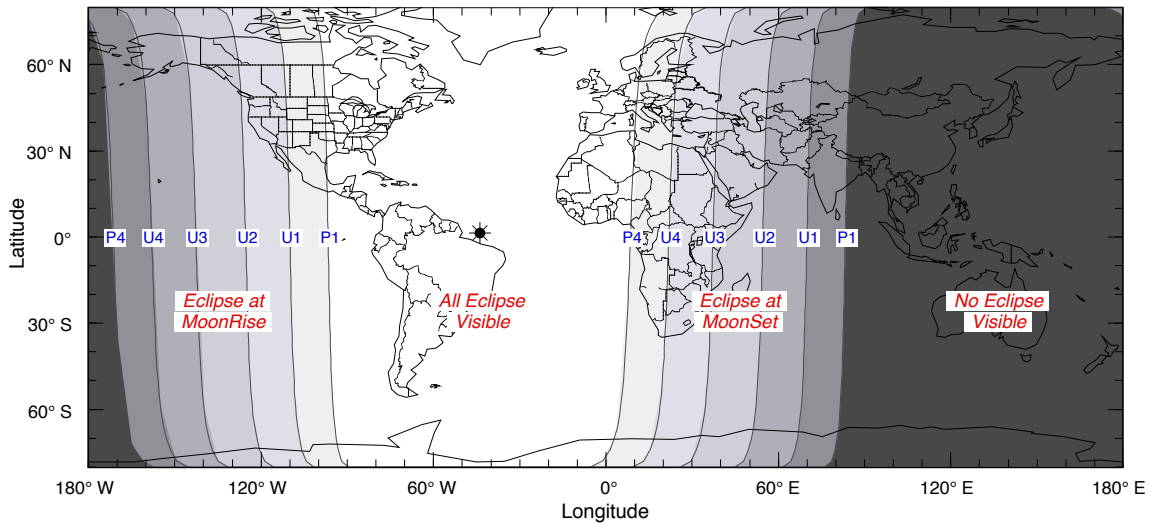 60° N
30° N
0°
30° S
60° S
Latitude
P4 U4 U3 U2 U1 P1 P4 U4 U3 U2 U1 P1
Eclipse at
MoonRise
All Eclipse
Visible
Eclipse at
MoonSet
No Eclipse
Visible
180° W 120° W 60° W 0° 60° E 120° E 180° E
Longitude